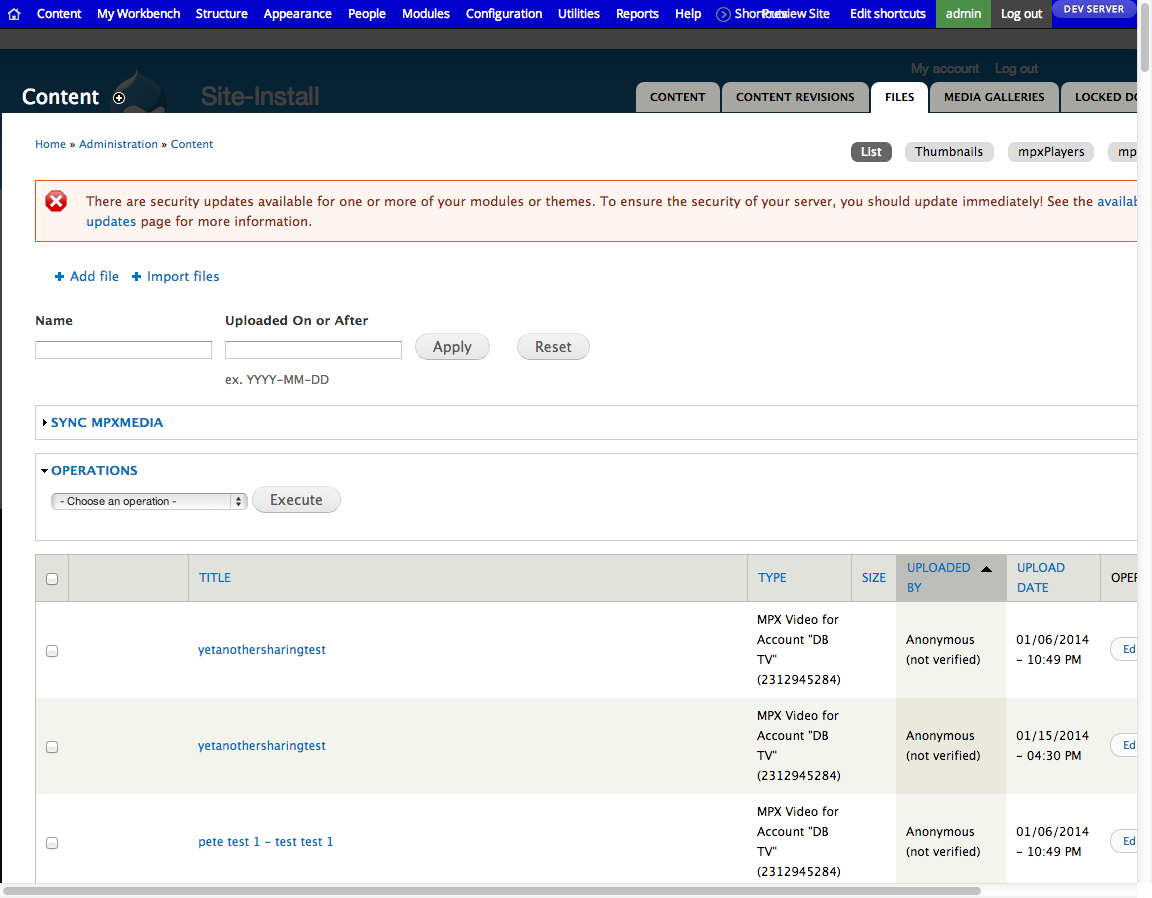 Content My Workbench Structure Appearance People Modules Configuration Utilities Reports Help Shortcuts Preview Site Edit shortcuts admin Log out DEV SERVER
My account Log out
Content Site-Install
CONTENT CONTENT REVISIONS FILES MEDIA GALLERIES LOCKED DO
Home » Administration » Content
List Thumbnails mpxPlayers mp
There are security updates available for one or more of your modules or themes. To ensure the security of your server, you should update immediately! See the availab
updates page for more information.
Add file Import files
Name Uploaded On or After
Apply Reset
ex. YYYY-MM-DD
SYNC MPXMEDIA
OPERATIONS
- Choose an operation - Execute
TITLE TYPE SIZE UPLOADED BY UPLOAD DATE OPER
yetanothersharingtest
MPX Video for
Account "DB
TV"
(2312945284)
Anonymous
(not verified)
01/06/2014
- 10:49 PM
Ed
yetanothersharingtest
MPX Video for
Account "DB
TV"
(2312945284)
Anonymous
(not verified)
01/15/2014
- 04:30 PM
Ed
pete test 1 - test test 1
MPX Video for
Account "DB
TV"
(2312945284)
Anonymous
(not verified)
01/06/2014
- 10:49 PM
Ed